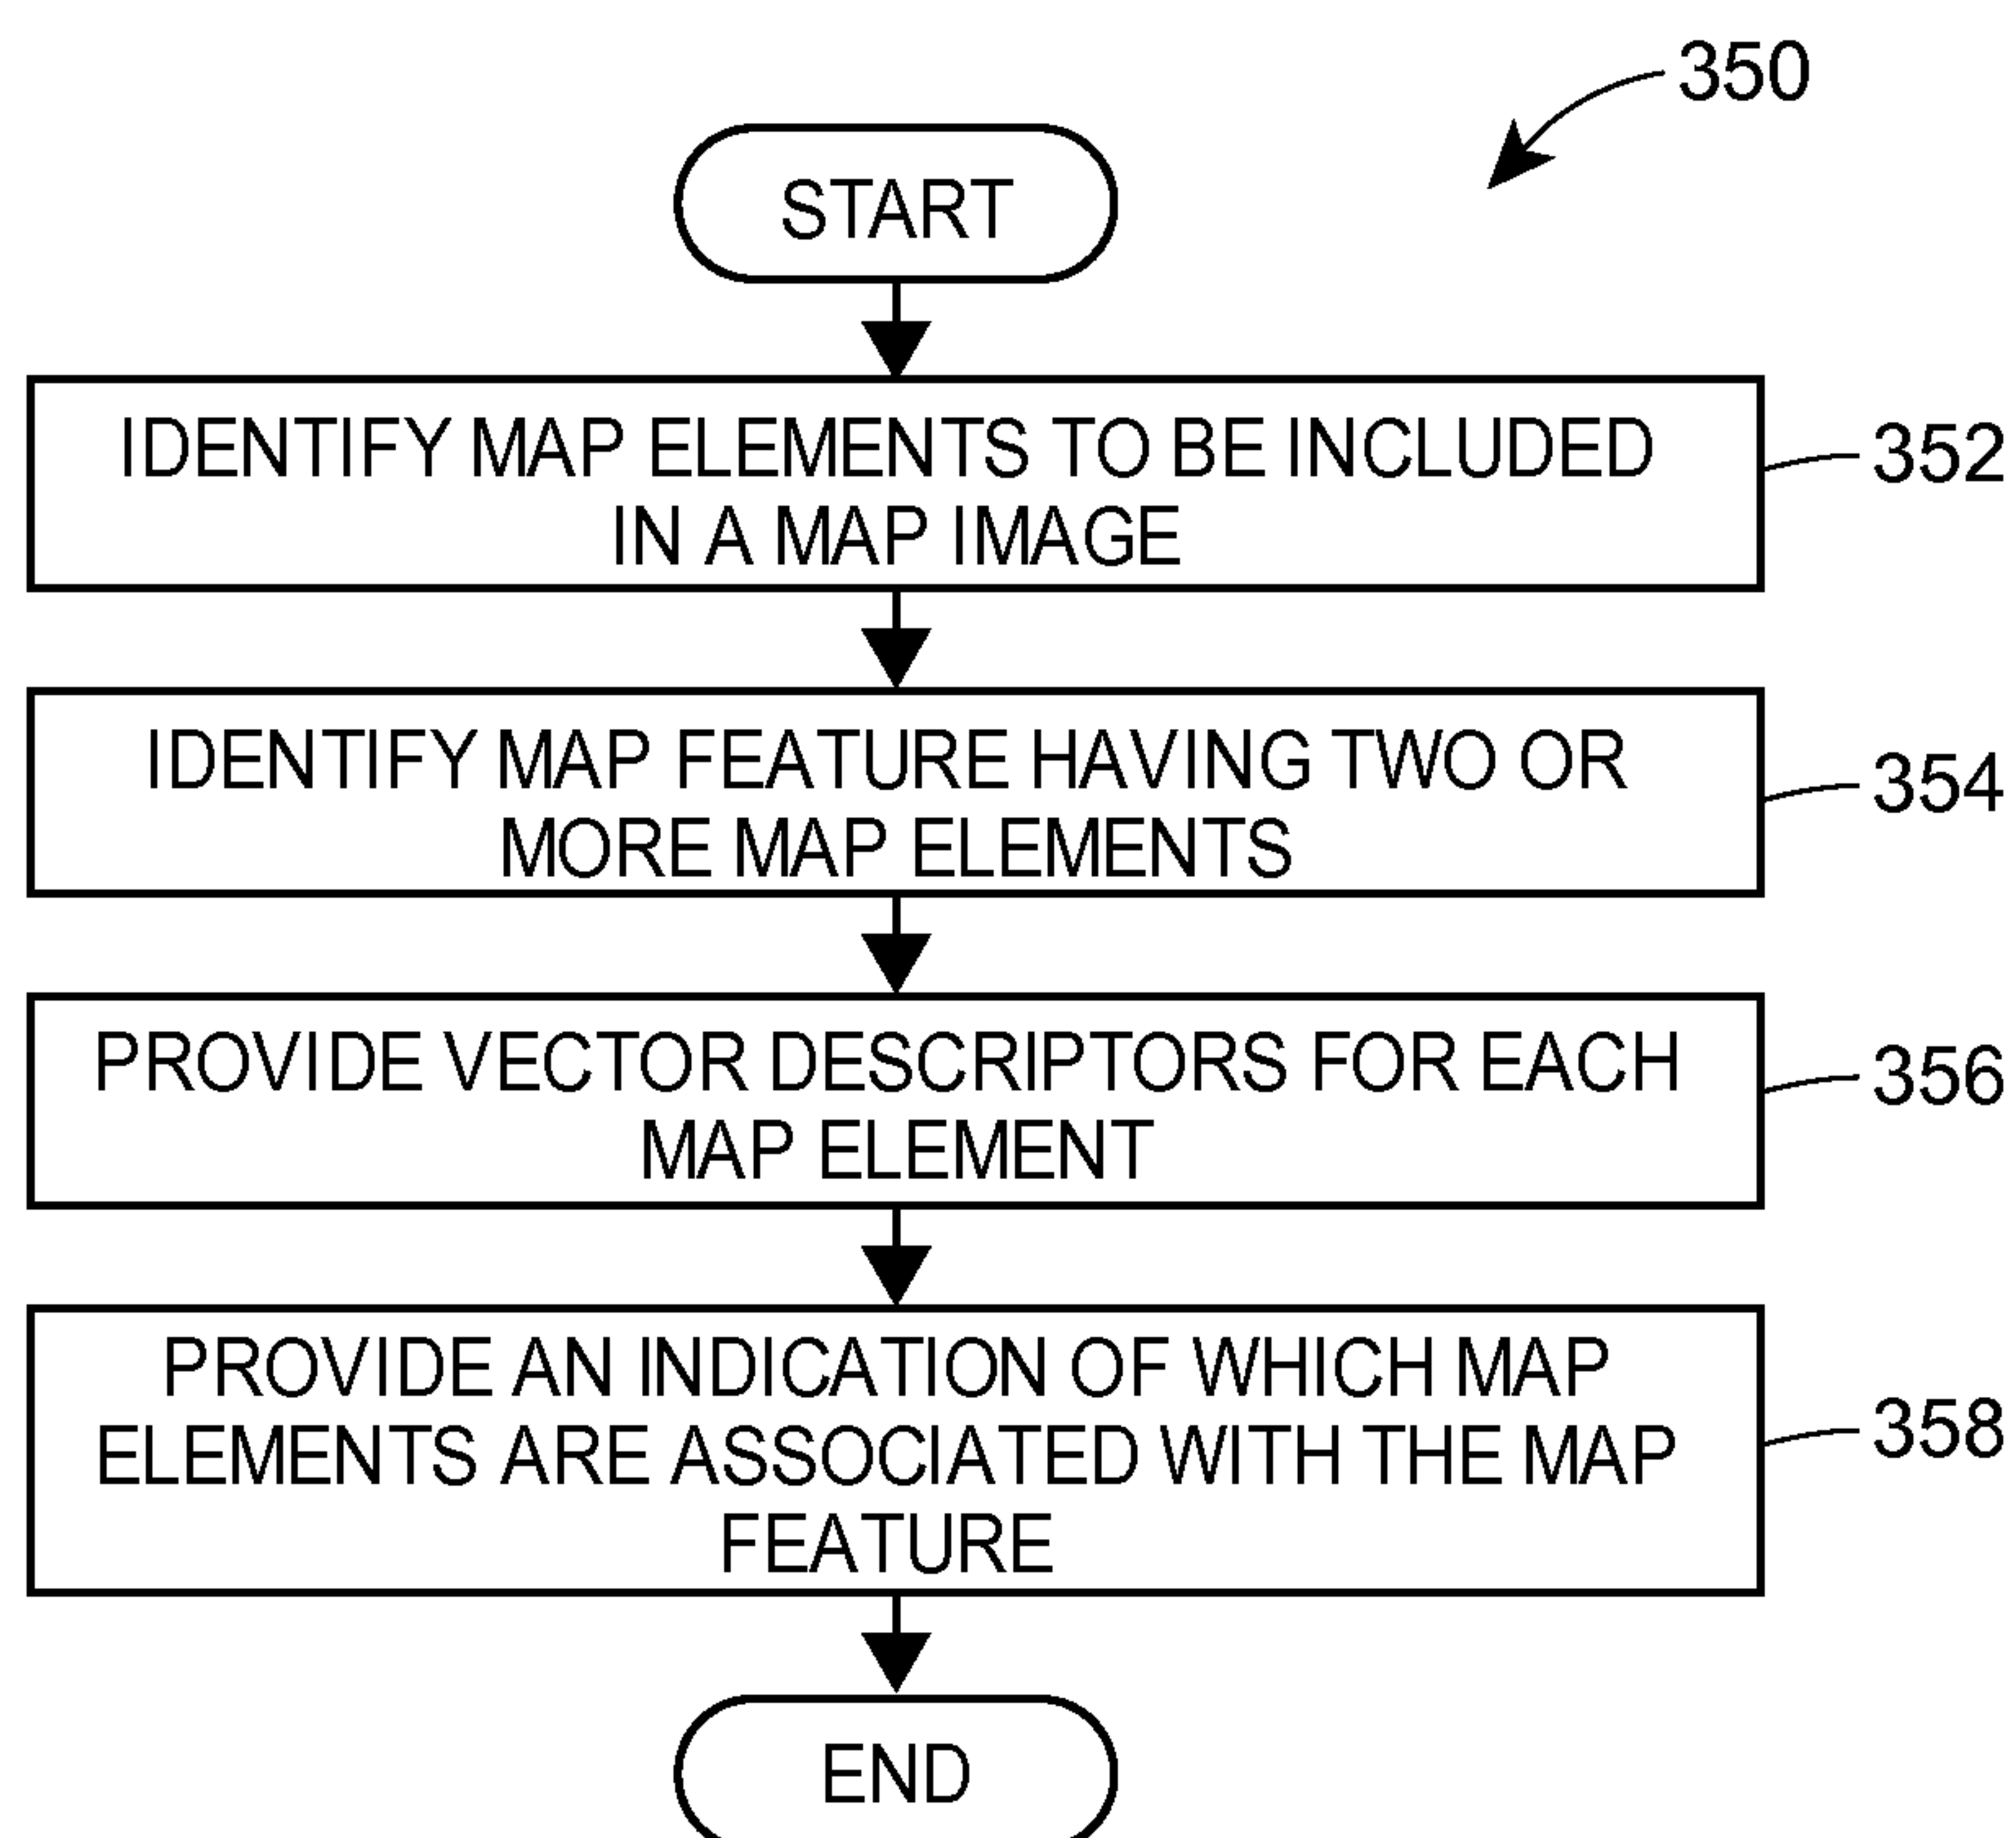 350
START
IDENTIFY MAP ELEMENTS TO BE INCLUDED
IN A MAP IMAGE
352
IDENTIFY MAP FEATURE HAVING TWO OR
MORE MAP ELEMENTS
354
PROVIDE VECTOR DESCRIPTORS FOR EACH
MAP ELEMENT
356
PROVIDE AN INDICATION OF WHICH MAP
ELEMENTS ARE ASSOCIATED WITH THE MAP
FEATURE
358
END